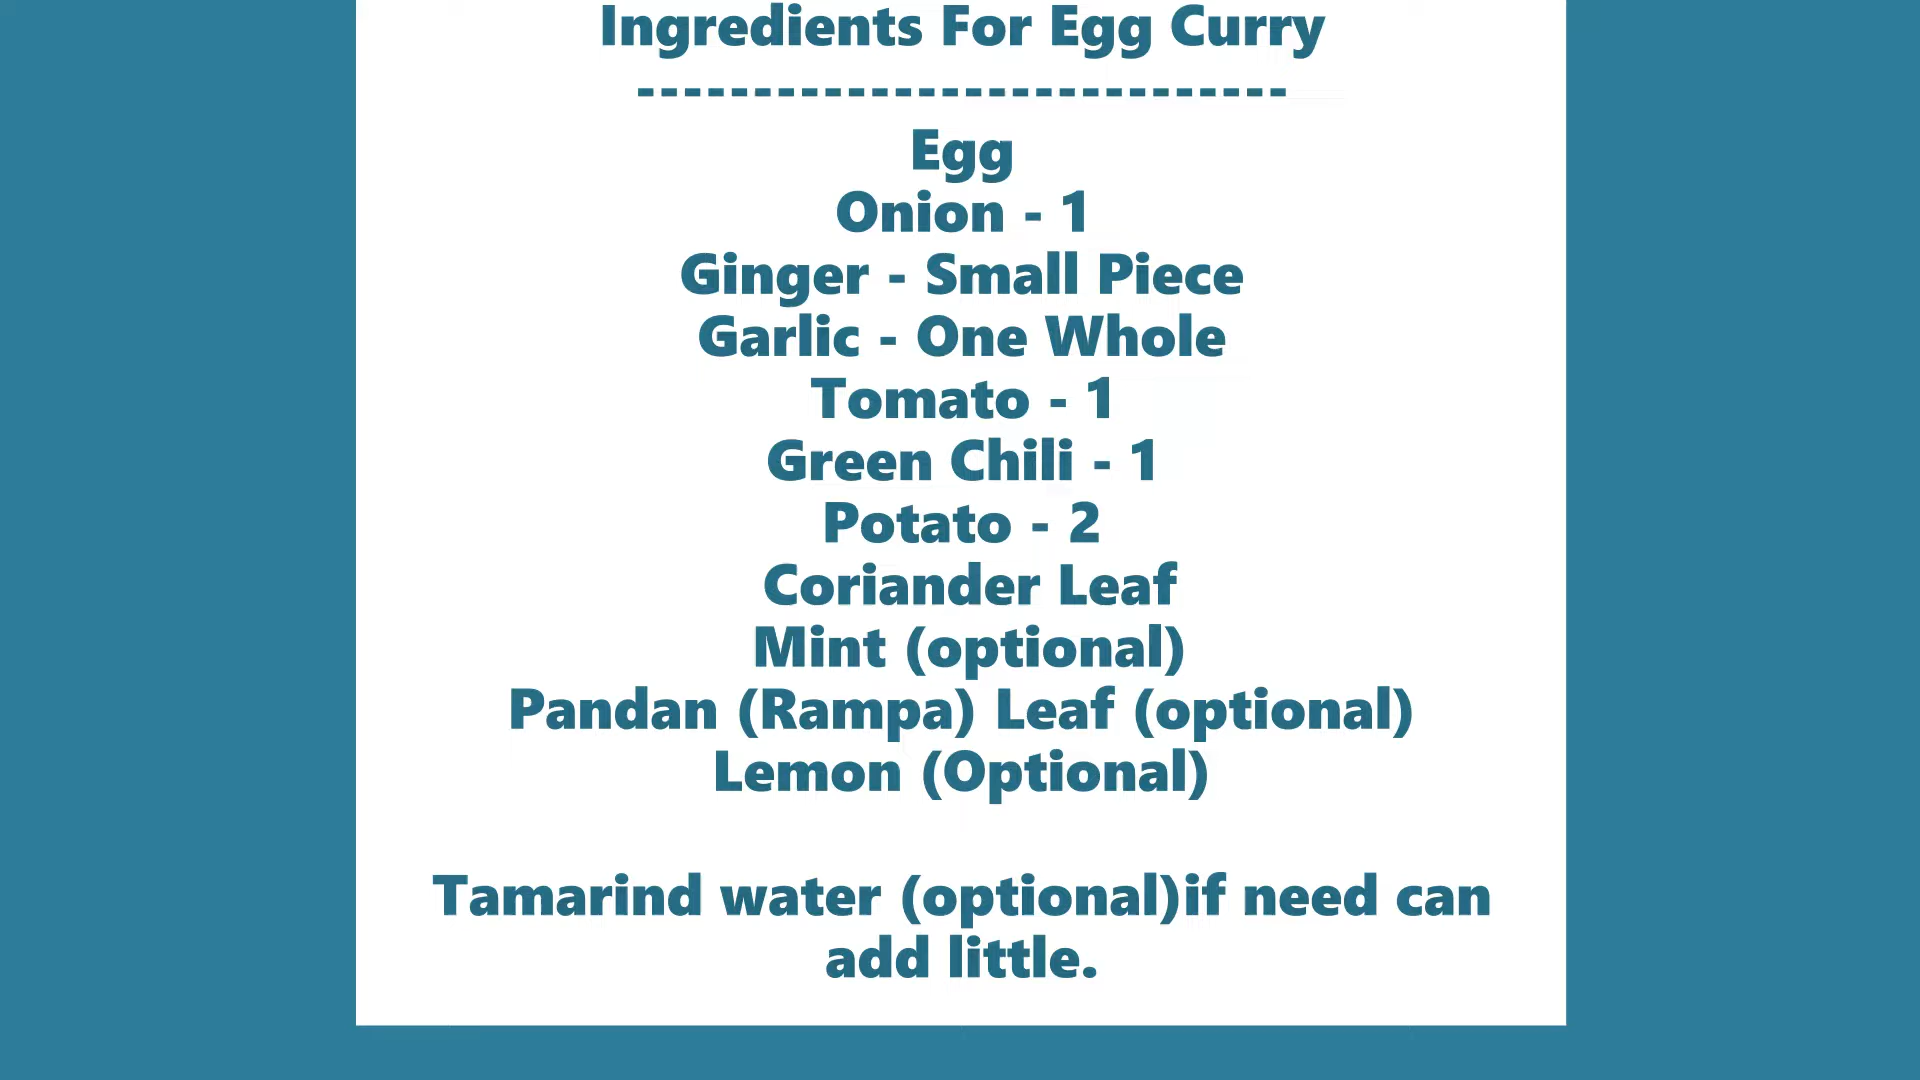 Ingredients For Egg Curry
----------------------------
Egg
Onion - 1
Ginger - Small Piece
Garlic - One Whole
Tomato - 1
Green Chili - 1
Potato - 2
Coriander Leaf
Mint (optional)
Pandan (Rampa) Leaf (optional)
Lemon (Optional)
Tamarind water (optional)if need can
add little.